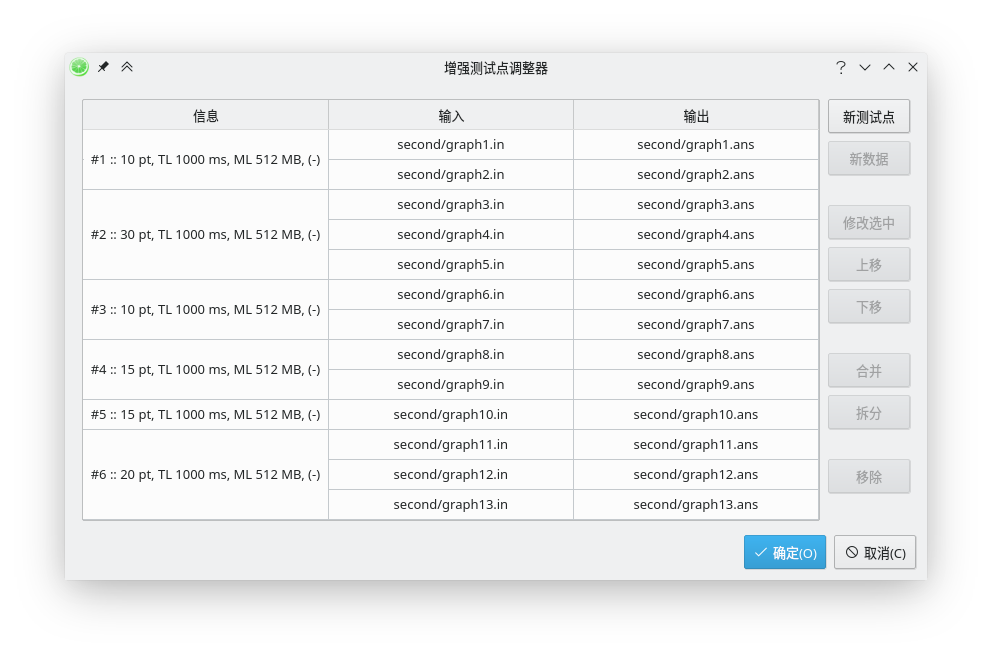 增强测试点调整器
信息 输入 输出
#1 :: 10 pt, TL 1000 ms, ML 512 MB, (-)
second/graph1.in second/graph1.ans
second/graph2.in second/graph2.ans
#2 :: 30 pt, TL 1000 ms, ML 512 MB, (-)
second/graph3.in second/graph3.ans
second/graph4.in second/graph4.ans
second/graph5.in second/graph5.ans
#3 :: 10 pt, TL 1000 ms, ML 512 MB, (-)
second/graph6.in second/graph6.ans
second/graph7.in second/graph7.ans
#4 :: 15 pt, TL 1000 ms, ML 512 MB, (-)
second/graph8.in second/graph8.ans
second/graph9.in second/graph9.ans
#5 :: 15 pt, TL 1000 ms, ML 512 MB, (-)
second/graph10.in second/graph10.ans
#6 :: 20 pt, TL 1000 ms, ML 512 MB, (-)
second/graph11.in second/graph11.ans
second/graph12.in second/graph12.ans
second/graph13.in second/graph13.ans
新测试点
新数据
修改选中
上移
下移
合并
拆分
移除
确定(O)
取消(C)